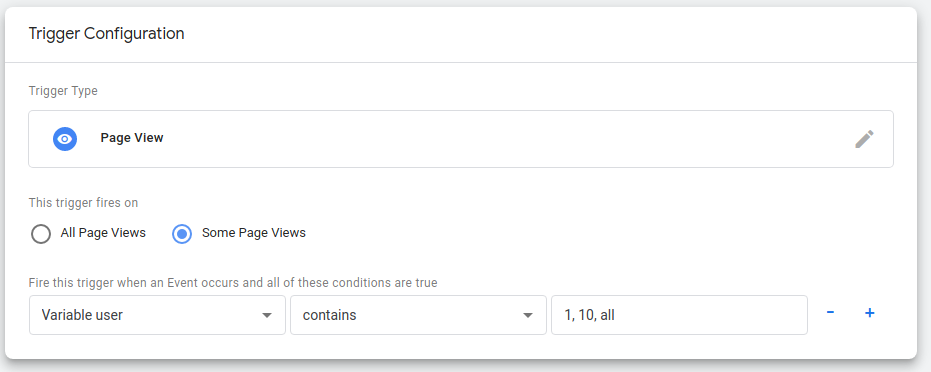 Trigger Configuration
Trigger Type
Page View
This trigger fires on
All Page Views Some Page Views
Fire this trigger when an Event occurs and all of these conditions are true
Variable user contains 1, 10, all - +